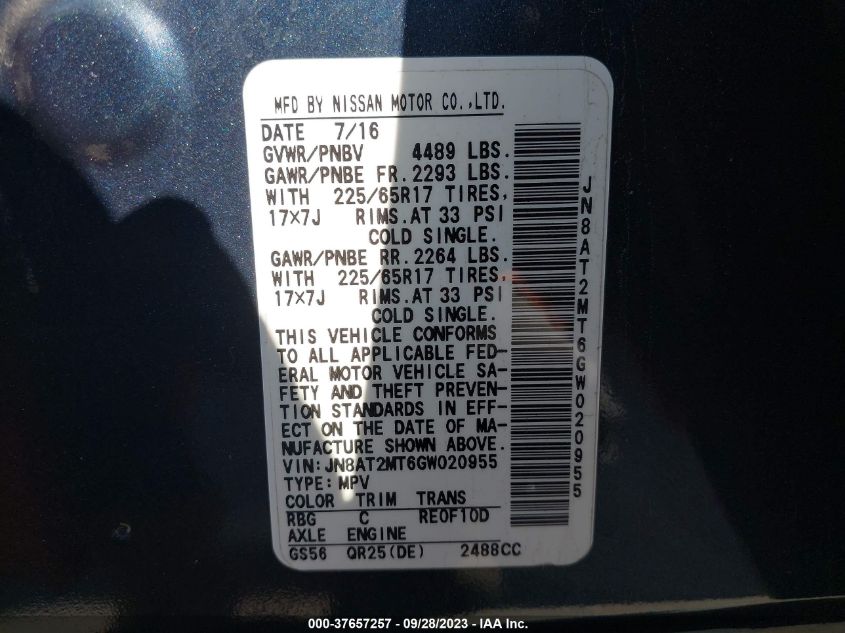 MFD BY NISSAN MOTOR CO.,LTD.
DATE 7/16
GVWR/PNBV 4489 LBS.
GAWR/PNBE FR. 2293 LBS.
WITH 225/65R17 TIRES,
17×7J RIMS. AT 33 PSI
COLD SINGLE.
GAWR/PNBE RR. 2264 LBS.
WITH 225/65R17 TIRES,
17×7J RIMS. AT 33 PSI
COLD SINGLE.
THIS VEHICLE CONFORMS
TO ALL APPLICABLE FED-
ERAL MOTOR VEHICLE SA-
FETY AND THEFT PREVEN-
TION STANDARDS IN EFF-
ECT ON THE DATE OF MA-
NUFACTURE SHOWN ABOVE.
VIN:JN8AT2MT6GW020955
TYPE:MPV
COLOR TRIM TRANS
RBG C RE0F10D
AXLE ENGINE
GS56 QR25(DE) 2488CC
JN8AT2MT6GW020955
000-37657257 - 09/28/2023 - © IAA Holdings, LLC.